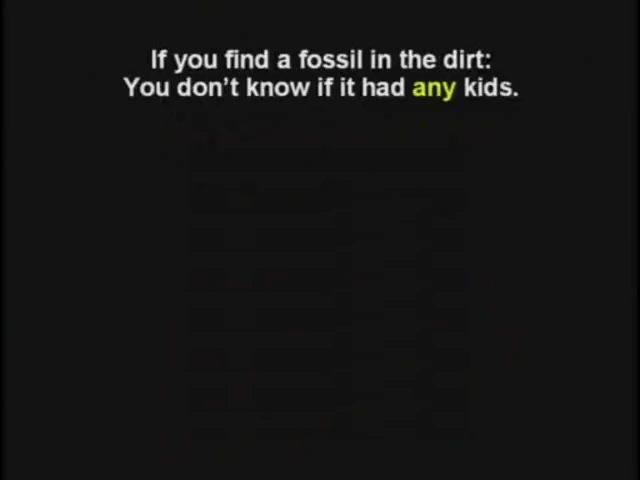 If you find a fossil in the dirt:
You don't know if it had any kids.